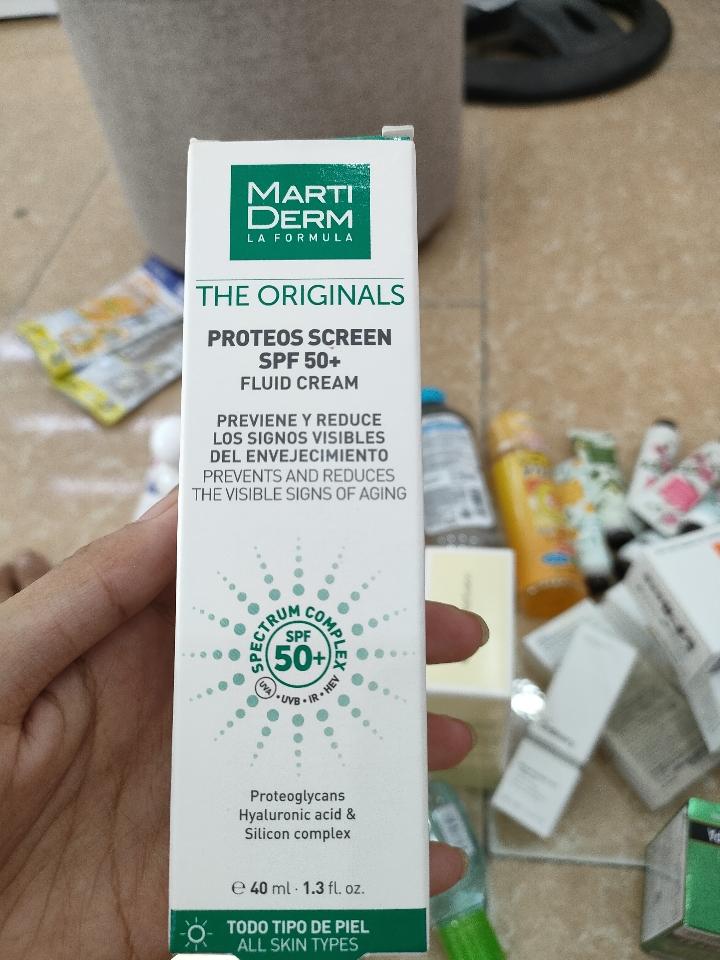 MARTI
DERM
LA FORMULA
THE ORIGINALS
PROTEOS SCREEN
SPF 50+
FLUID CREAM
PREVIENE Y REDUCE
LOS SIGNOS VISIBLES
DEL ENVEJECIMIENTO
PREVENTS AND REDUCES
THE VISIBLE SIGNS OF AGING
SPECTRUM COMPLEX
SPF
50+
UVA • UVB • IR • HEV
Proteoglycans
Hyaluronic acid &
Silicon complex
℮ 40 ml · 1.3 fl. oz.
TODO TIPO DE PIEL
ALL SKIN TYPES